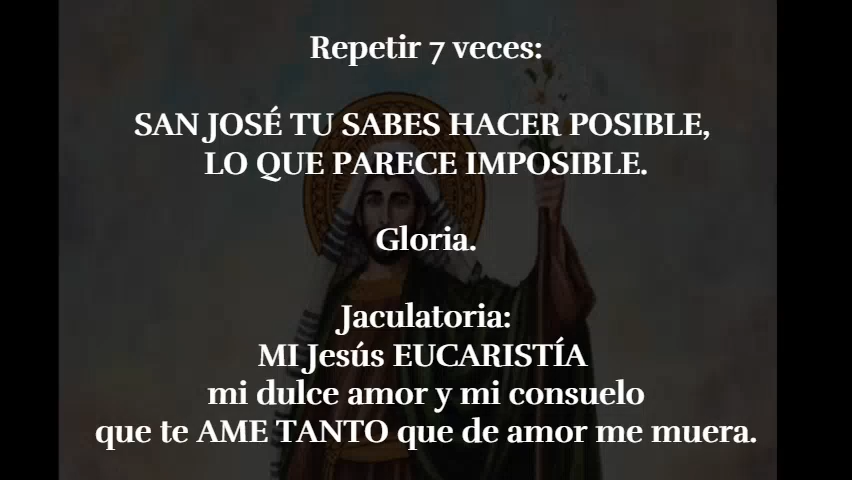 Repetir 7 veces:
SAN JOSÉ TU SABES HACER POSIBLE,
LO QUE PARECE IMPOSIBLE.
Gloria.
Jaculatoria:
MI Jesús EUCARISTÍA
mi dulce amor y mi consuelo
que te AME TANTO que de amor me muera.